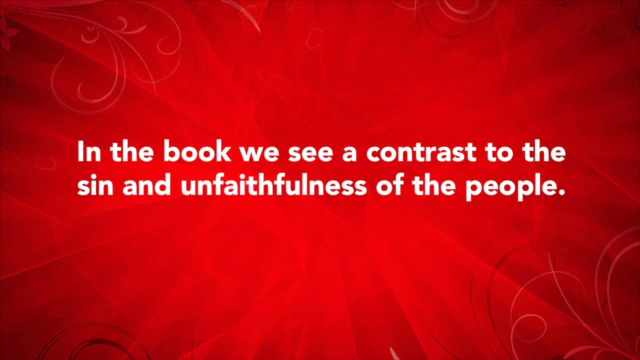 In the book we see a contrast to the
sin and unfaithfulness of the people.